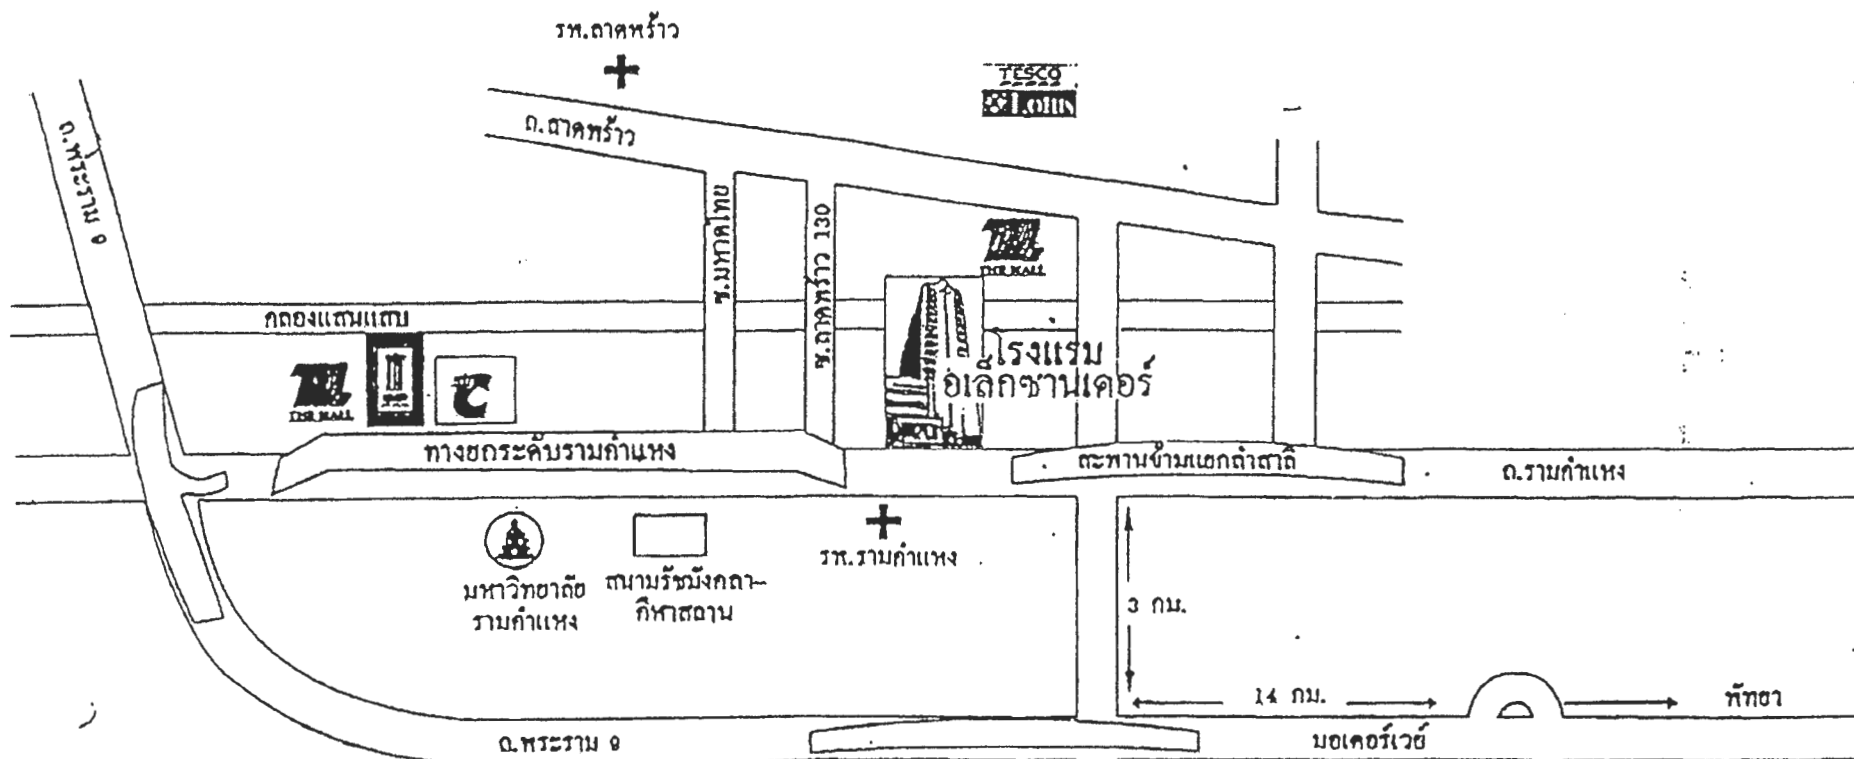 รพ.ลาดพร้าว
TESCO
Lotus
ถ.ลาดพร้าว
ถ.พระราม 9
ซ.มหาดไทย
ซ.ลาดพร้าว 130
THE MALL
คลองแสนแสบ
โรงแรม
อเล็กซานเดอร์
THE MALL
C
ทางยกระดับรามคำแหง
สะพานข้ามแยกลำสาลี
ถ.รามคำแหง
รพ.รามคำแหง
มหาวิทยาลัย
รามคำแหง
สนามรัชมังคลา-
กีฬาสถาน
3 กม.
14 กม.
พัทยา
ถ.พระราม 9
มอเตอร์เวย์